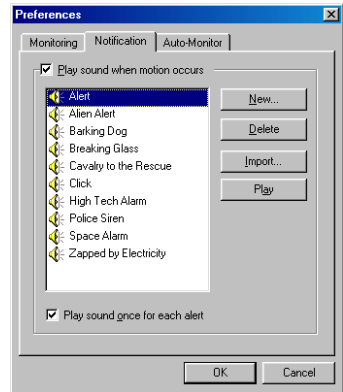 Preferences
Monitoring Notification Auto-Monitor
Play sound when motion occurs
Alert
Alien Alert
Barking Dog
Breaking Glass
Cavalry to the Rescue
Click
High Tech Alarm
Police Siren
Space Alarm
Zapped by Electricity
New...
Delete
Import...
Play
Play sound once for each alert
OK Cancel